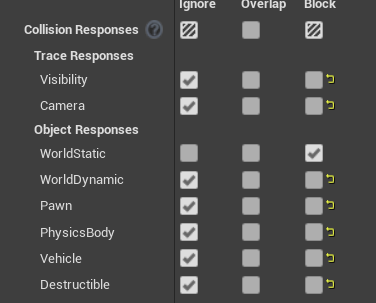 Ignore Overlap Block
Collision Responses ?
Trace Responses
Visibility
Camera
Object Responses
WorldStatic
WorldDynamic
Pawn
PhysicsBody
Vehicle
Destructible